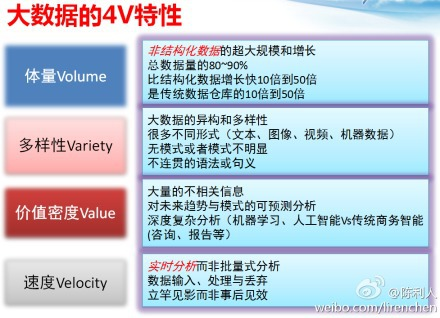 大数据的4V特性
体量Volume
非结构化数据的超大规模和增长
总数据量的80~90%
比结构化数据增长快10倍到50倍
是传统数据仓库的10倍到50倍
多样性Variety
大数据的异构和多样性
很多不同形式（文本、图像、视频、机器数据）
无模式或者模式不明显
不连贯的语法或句义
价值密度Value
大量的不相关信息
对未来趋势与模式的可预测分析
深度复杂分析（机器学习、人工智能Vs传统商务智能
(咨询、报告等）
速度Velocity
实时分析而非批量式分析
数据输入、处理与丢弃
立竿见影而非事后见效
@陈利人
weibo.com/lirenchen